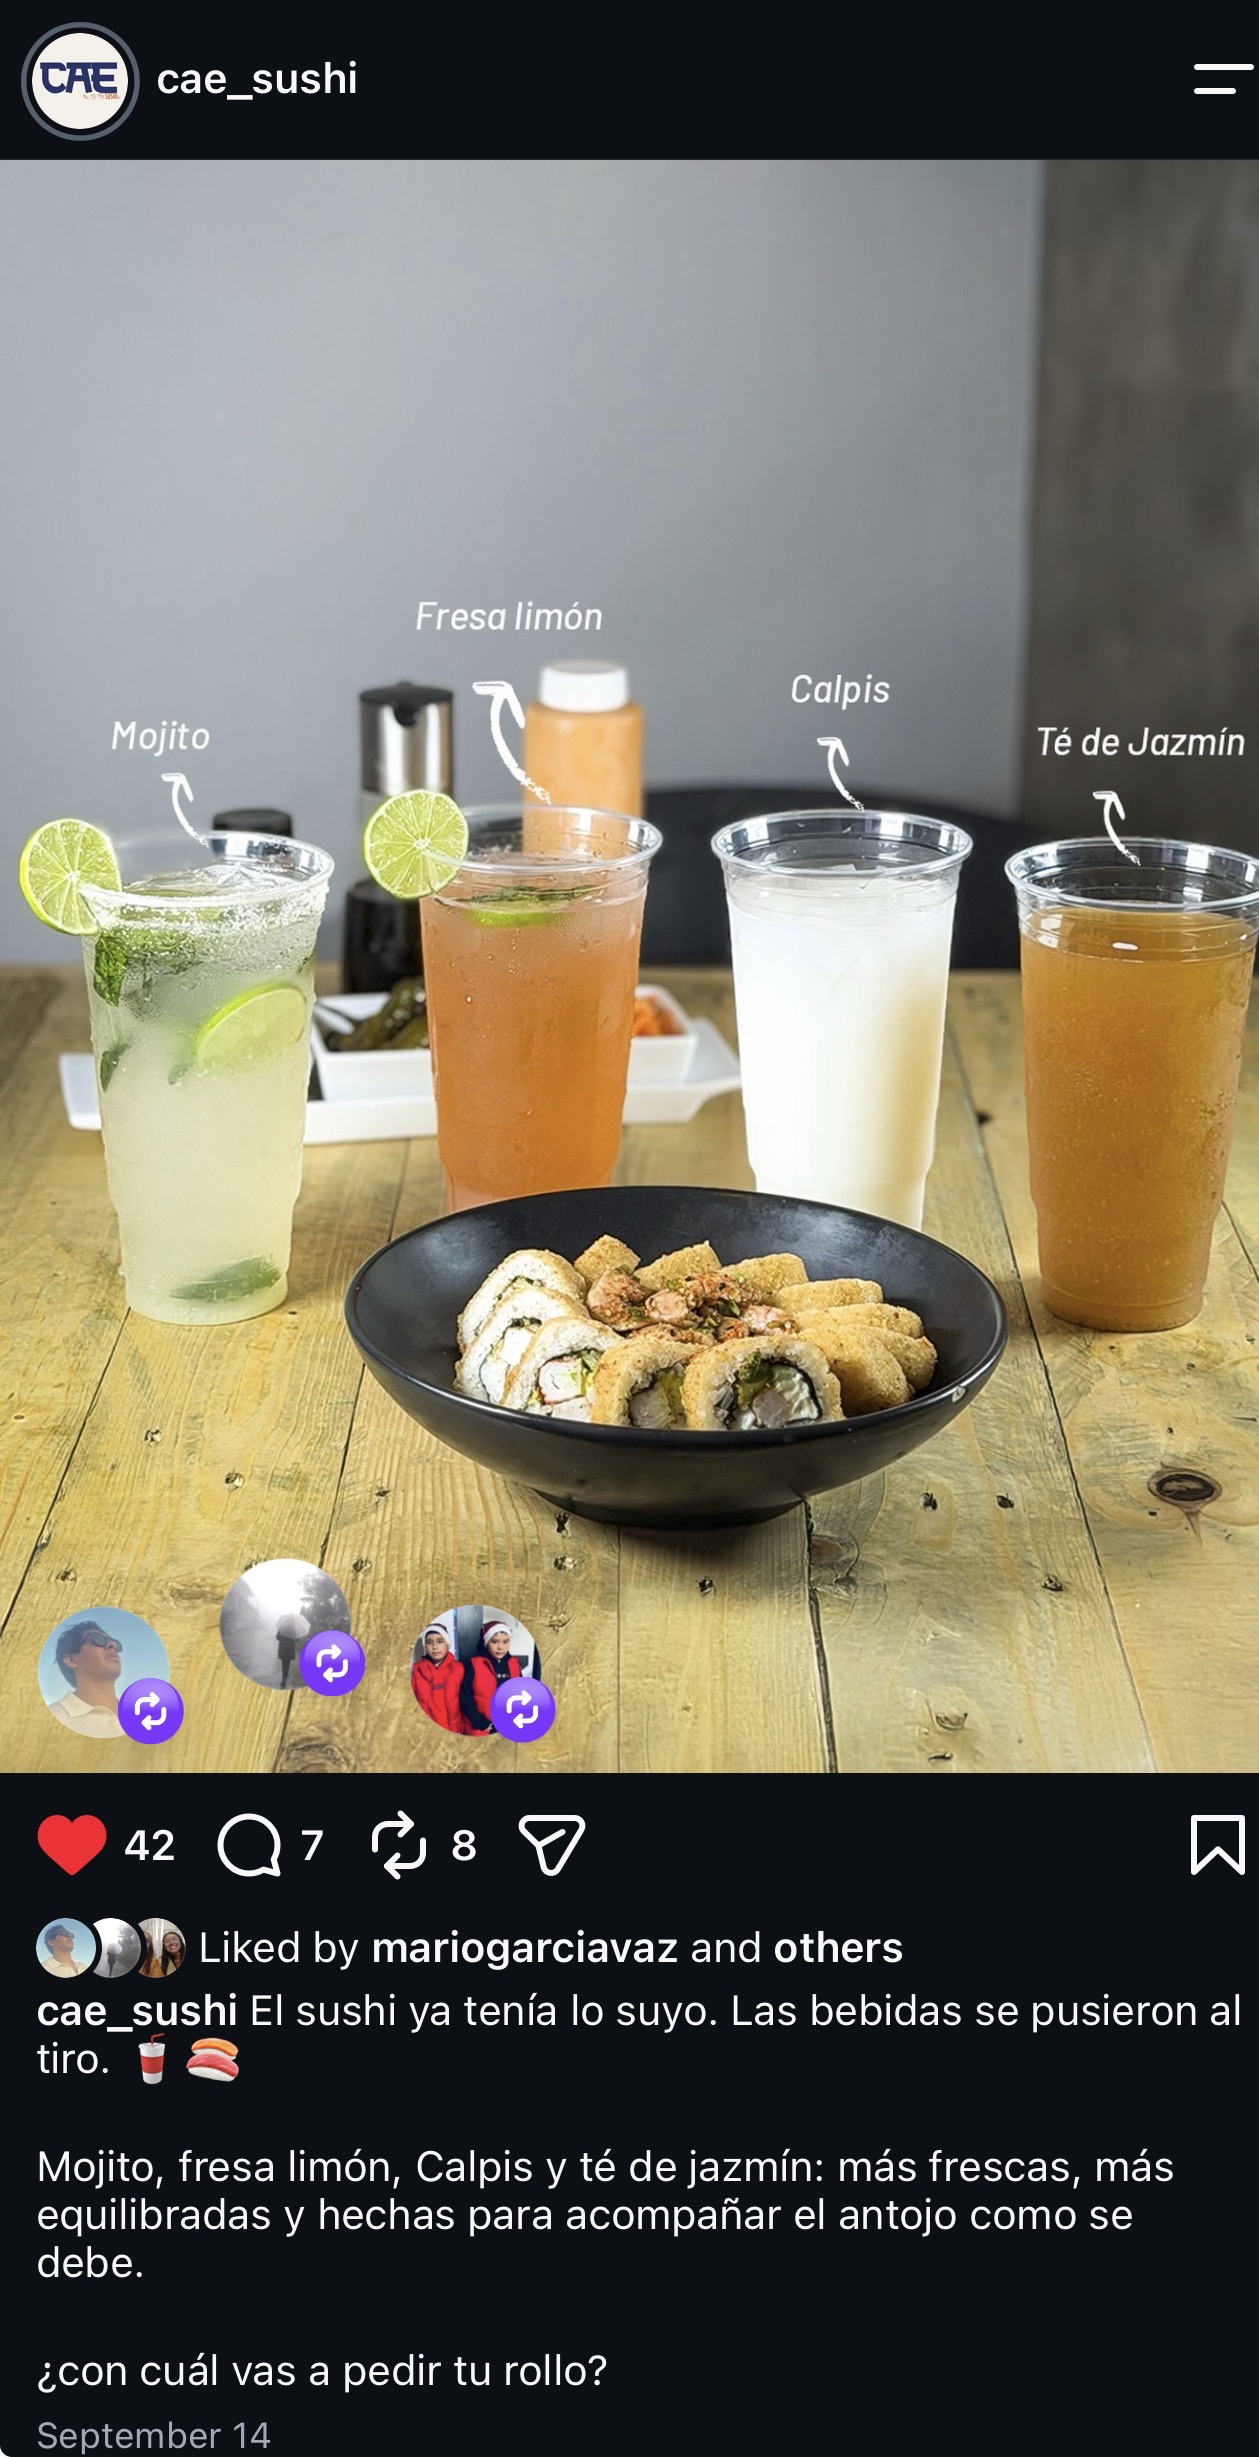 CAE
SUSHI
cae_sushi
Fresa limón
Calpis
Mojito
Té de Jazmín
42
7
8
Liked by mariogarciavaz and others
cae_sushi El sushi ya tenía lo suyo. Las bebidas se pusieron al
tiro. 🥤 🍣
Mojito, fresa limón, Calpis y té de jazmín: más frescas, más
equilibradas y hechas para acompañar el antojo como se
debe.
¿con cuál vas a pedir tu rollo?
September 14